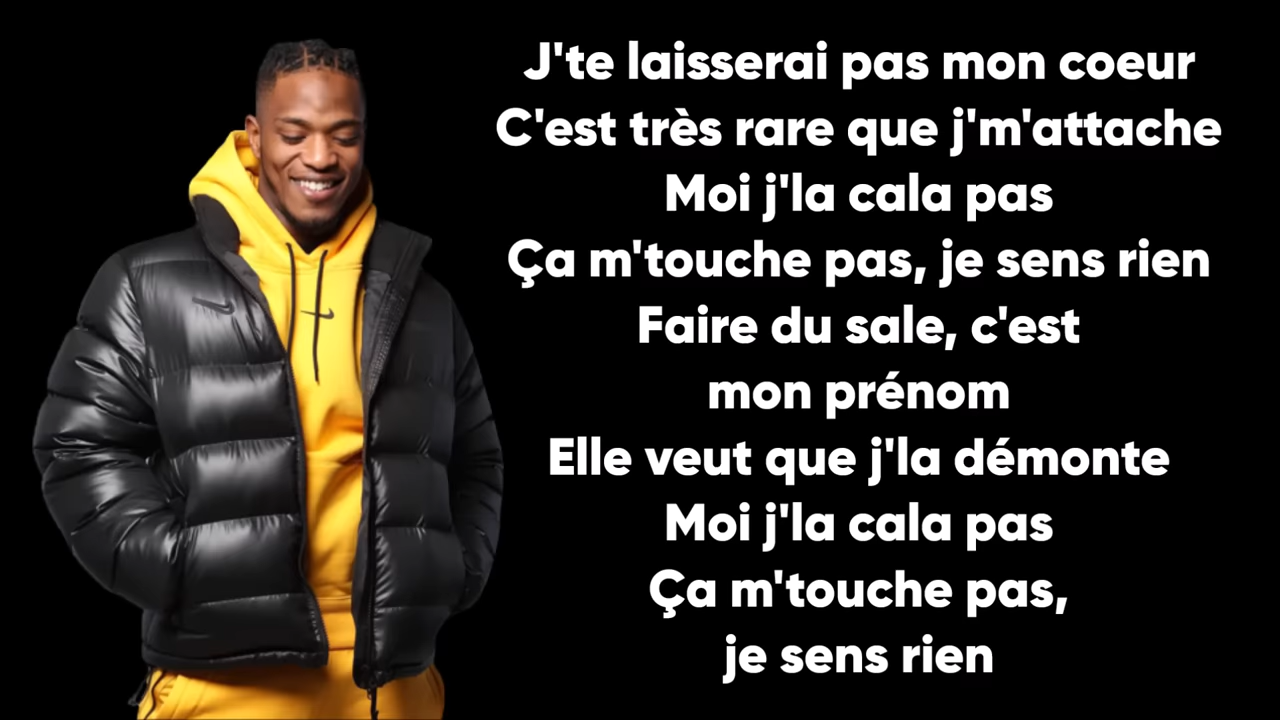 J'te laisserai pas mon coeur
C'est très rare que j'm'attache
Moi j'la cala pas
Ça m'touche pas, je sens rien
Faire du sale, c'est
mon prénom
Elle veut que j'la démonte
Moi j'la cala pas
Ça m'touche pas,
je sens rien